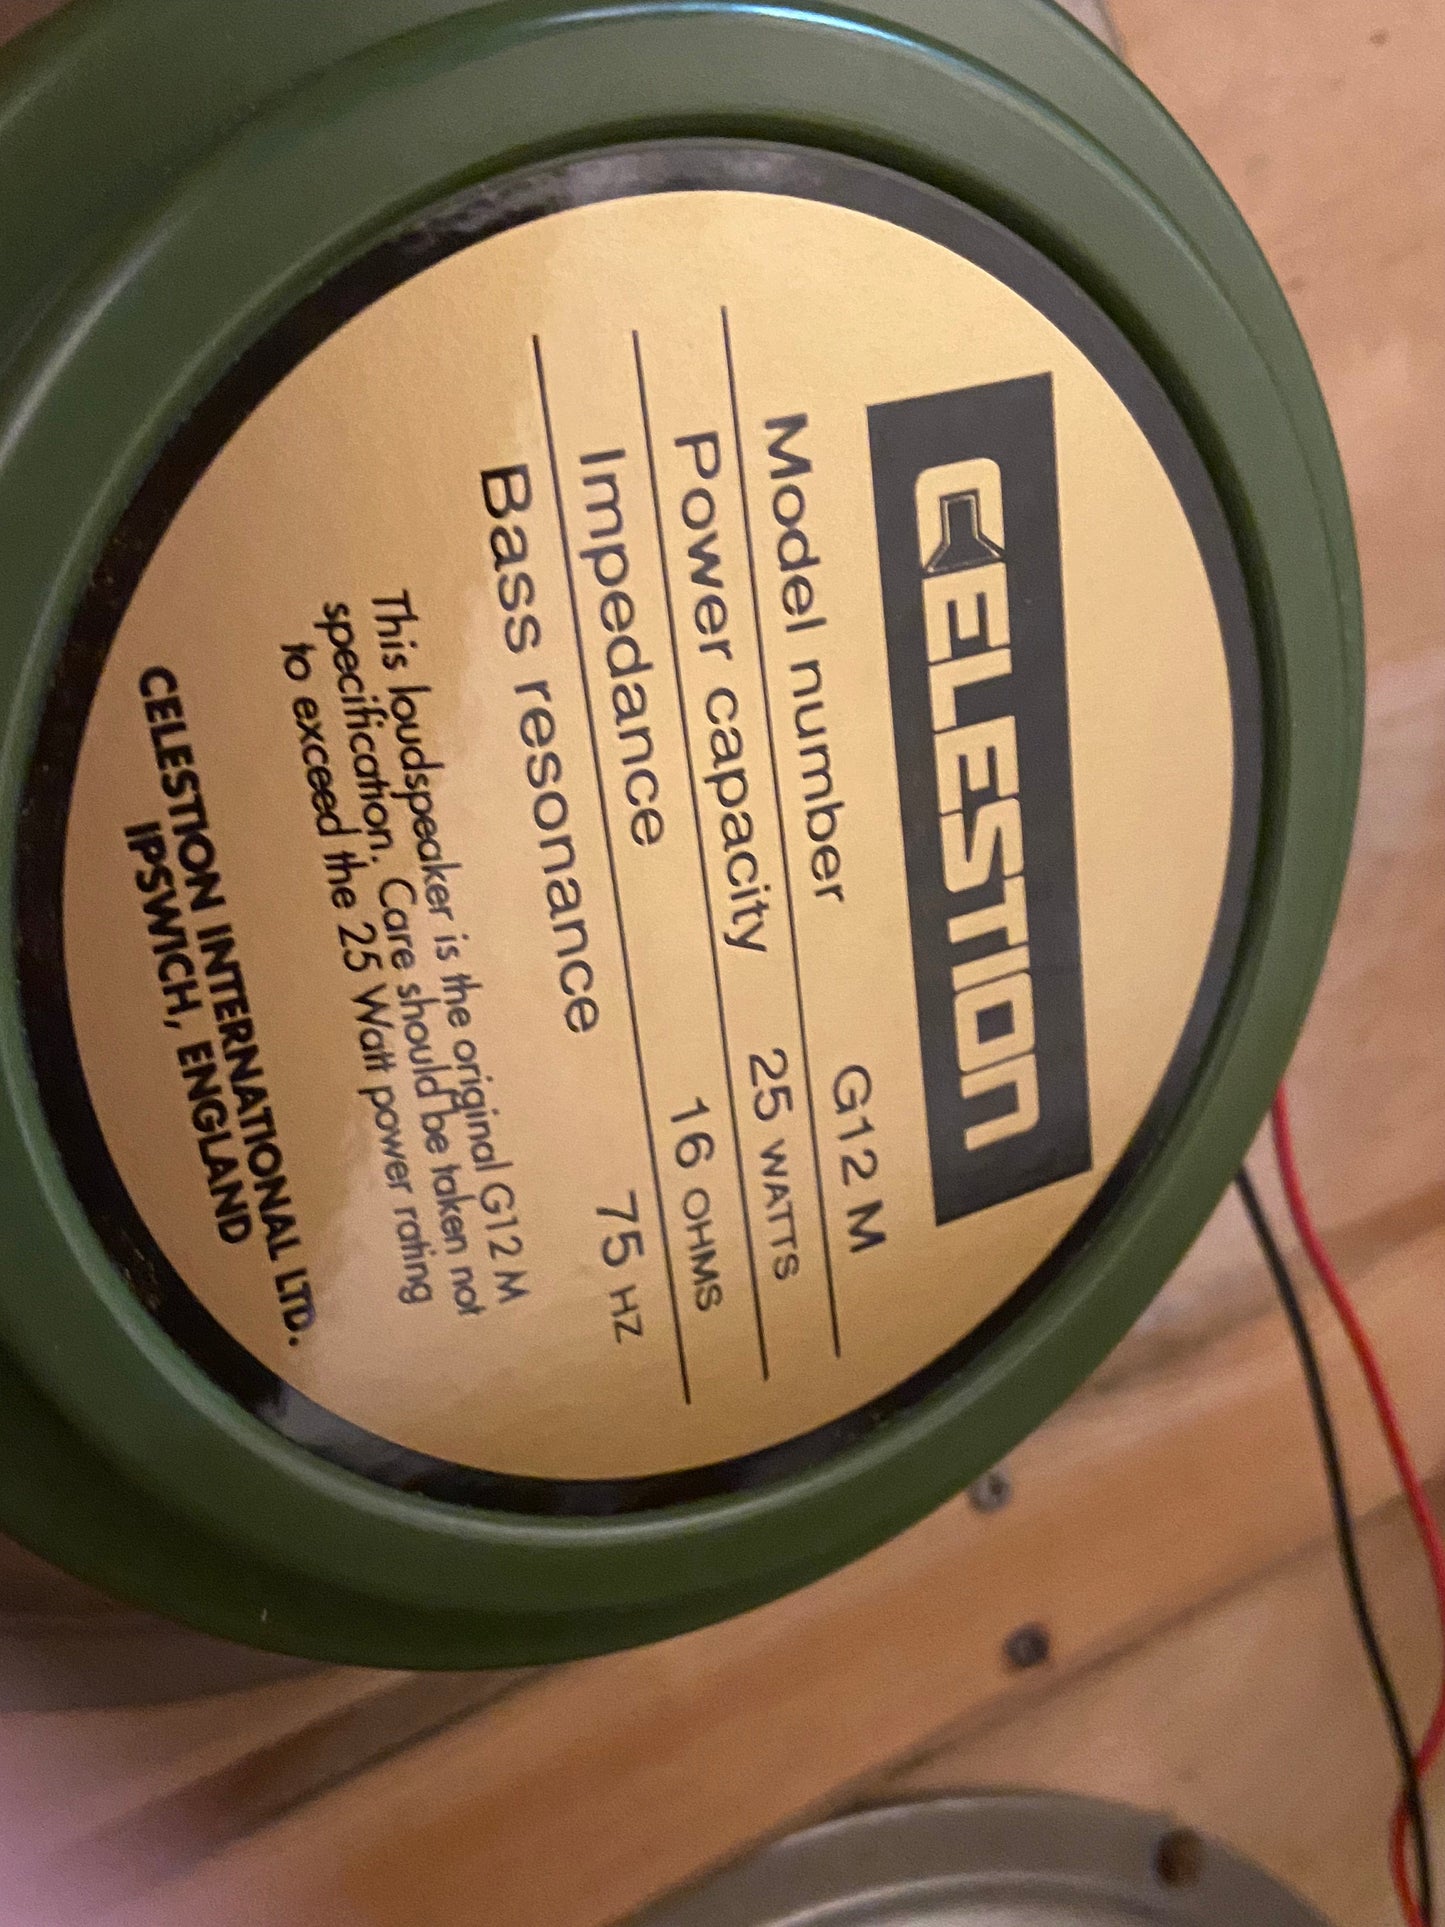 CELESTION
Model number G12 M
Power capacity 25 WATTS
Impedance 16 OHMS
Bass resonance 75 HZ
This loudspeaker is the original G12 M
specification. Care should be taken not
to exceed the 25 Watt power rating
CELESTION INTERNATIONAL LTD.
IPSWICH, ENGLAND